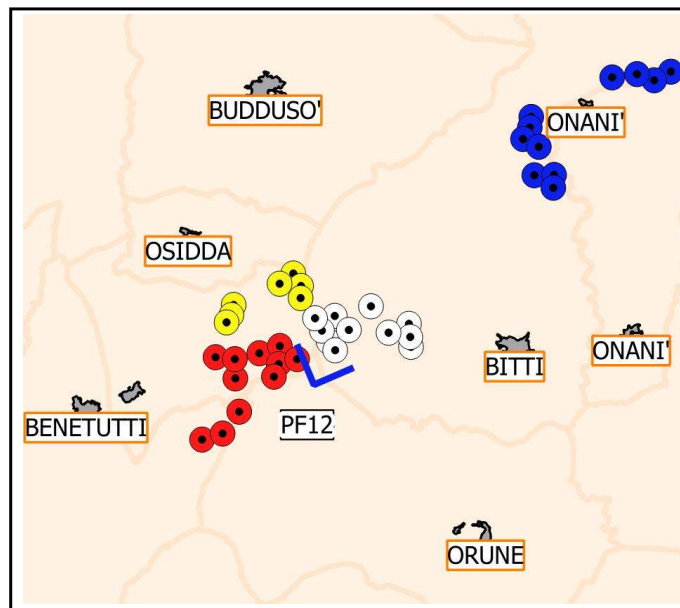 BUDDUSO'
ONANI'
OSIDDA
BITTI
ONANI'
BENETUTTI
PF12
ORUNE